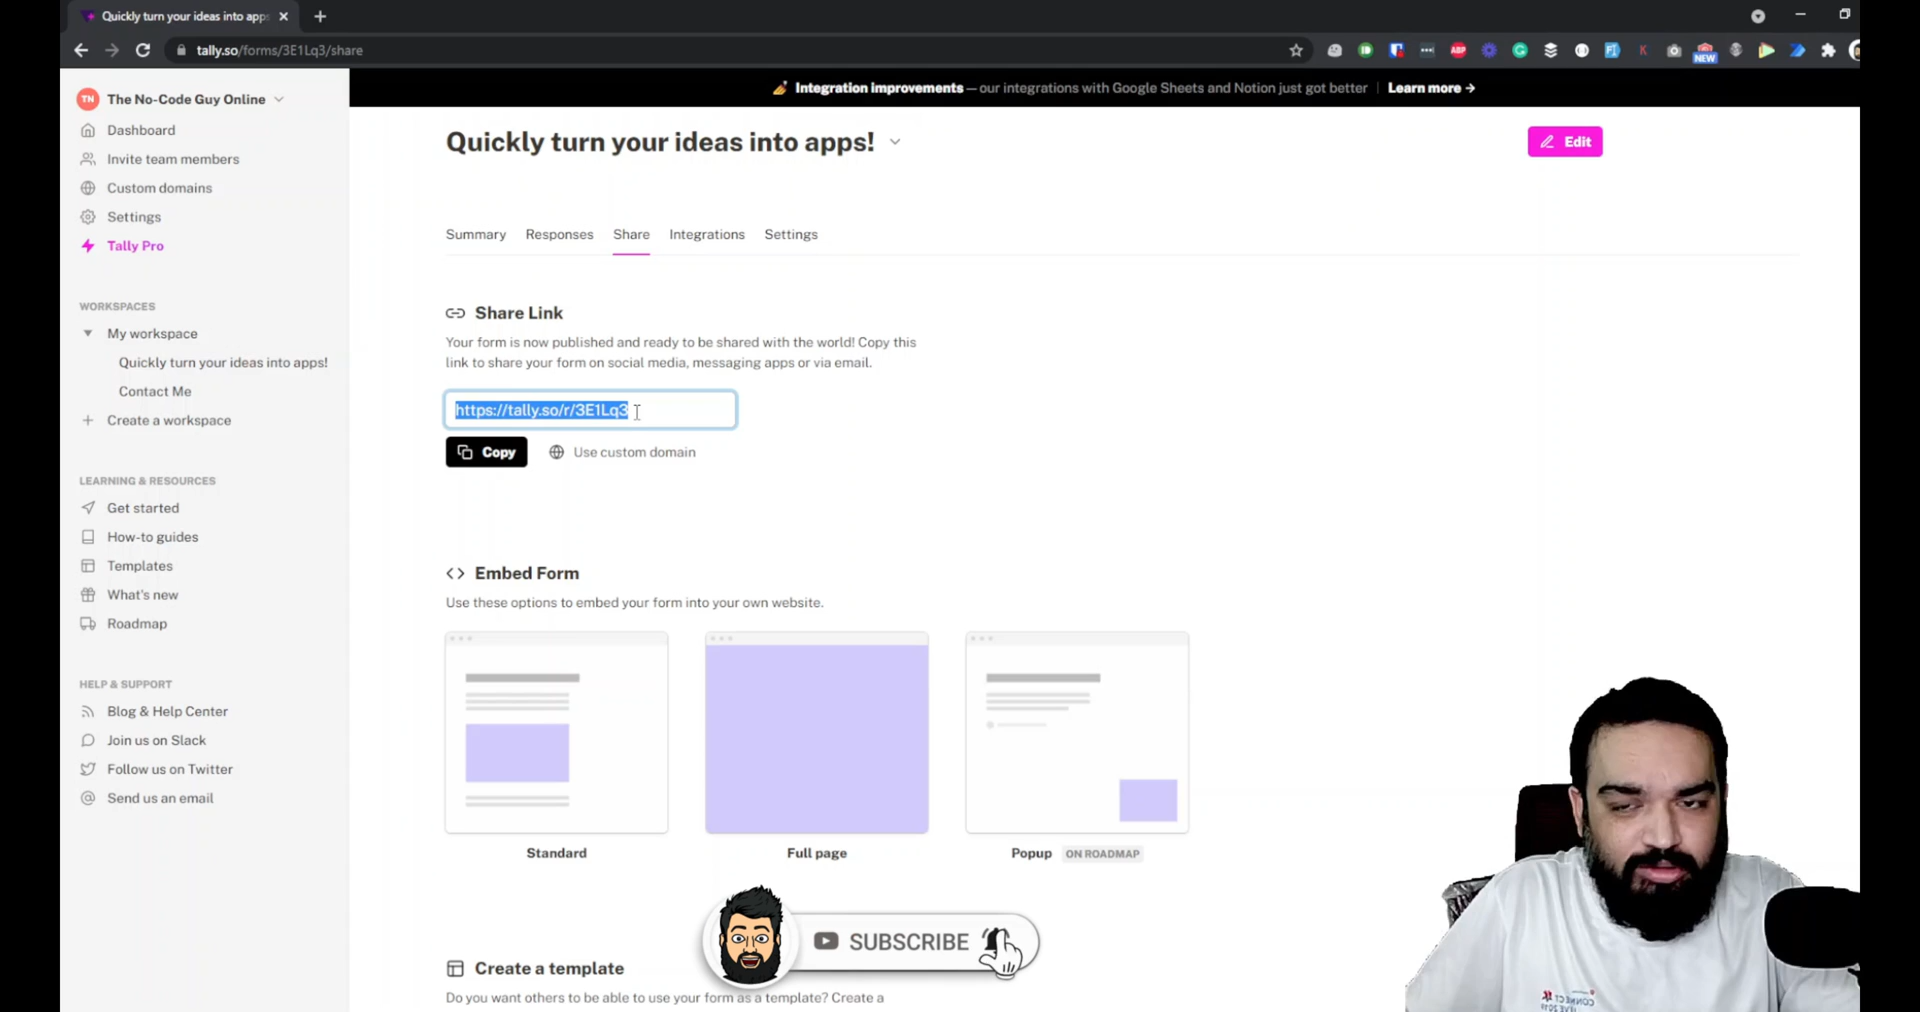 Quickly turn your ideas into apps
tally.so/forms/3E1Lq3/share
ABP
NEW
TN The No-Code Guy Online
Dashboard
Invite team members
Custom domains
Settings
Tally Pro
WORKSPACES
My workspace
Quickly turn your ideas into apps!
Contact Me
Create a workspace
LEARNING & RESOURCES
Get started
How-to guides
Templates
What's new
Roadmap
HELP & SUPPORT
Blog & Help Center
Join us on Slack
Follow us on Twitter
Send us an email
Integration improvements — our integrations with Google Sheets and Notion just got better | Learn more →
Quickly turn your ideas into apps!
Edit
Summary Responses Share Integrations Settings
Share Link
Your form is now published and ready to be shared with the world! Copy this
link to share your form on social media, messaging apps or via email.
https://tally.so/r/3E1Lq3
Copy Use custom domain
Embed Form
Use these options to embed your form into your own website.
Standard Full page Popup ON ROADMAP
SUBSCRIBE
Create a template
Do you want others to be able to use your form as a template? Create a